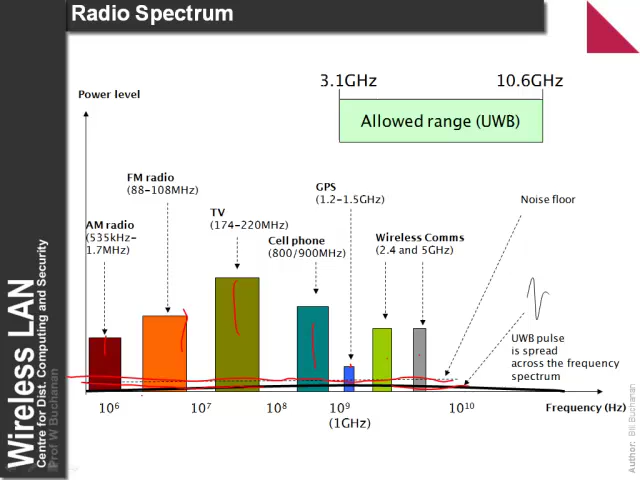 Radio Spectrum
3.1GHz
10.6GHz
Allowed range (UWB)
Power level
FM radio
(88-108MHz)
GPS
(1.2-1.5GHz)
Noise floor
TV
(174-220MHz)
AM radio
(535kHz-
1.7MHz)
Cell phone
(800/900MHz)
Wireless Comms
(2.4 and 5GHz)
UWB pulse
is spread
across the frequency
spectrum
10⁶
10⁷
10⁸
10⁹
(1GHz)
10¹⁰
Frequency (Hz)
Wireless LAN
Centre for Dist. Computing and Security
Prof W Buchanan
Author: Bill Buchanan